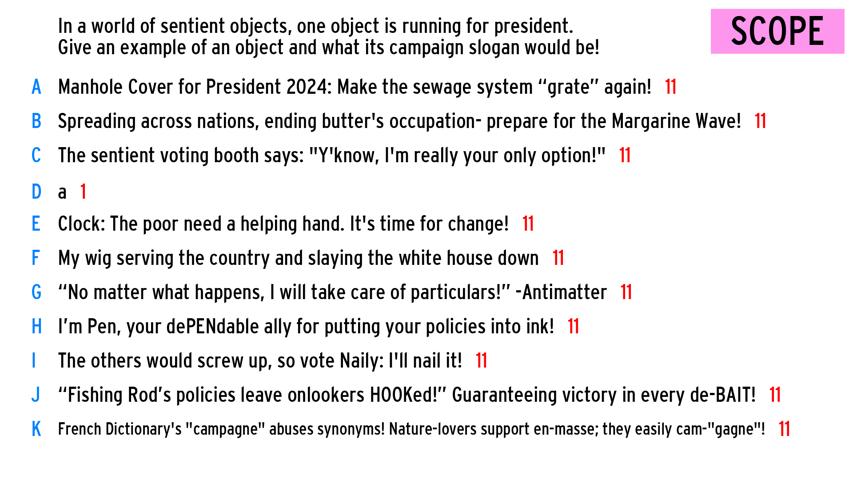 In a world of sentient objects, one object is running for president.
Give an example of an object and what its campaign slogan would be!
SCOPE
A Manhole Cover for President 2024: Make the sewage system “grate” again! 11
B Spreading across nations, ending butter's occupation- prepare for the Margarine Wave! 11
C The sentient voting booth says: "Y'know, I'm really your only option!" 11
D a 1
E Clock: The poor need a helping hand. It's time for change! 11
F My wig serving the country and slaying the white house down 11
G “No matter what happens, I will take care of particulars!” -Antimatter 11
H I’m Pen, your dePENdable ally for putting your policies into ink! 11
I The others would screw up, so vote Naily: I'll nail it! 11
J “Fishing Rod’s policies leave onlookers HOOKed!” Guaranteeing victory in every de-BAIT! 11
K French Dictionary's "campagne" abuses synonyms! Nature-lovers support en-masse; they easily cam-"gagne"! 11